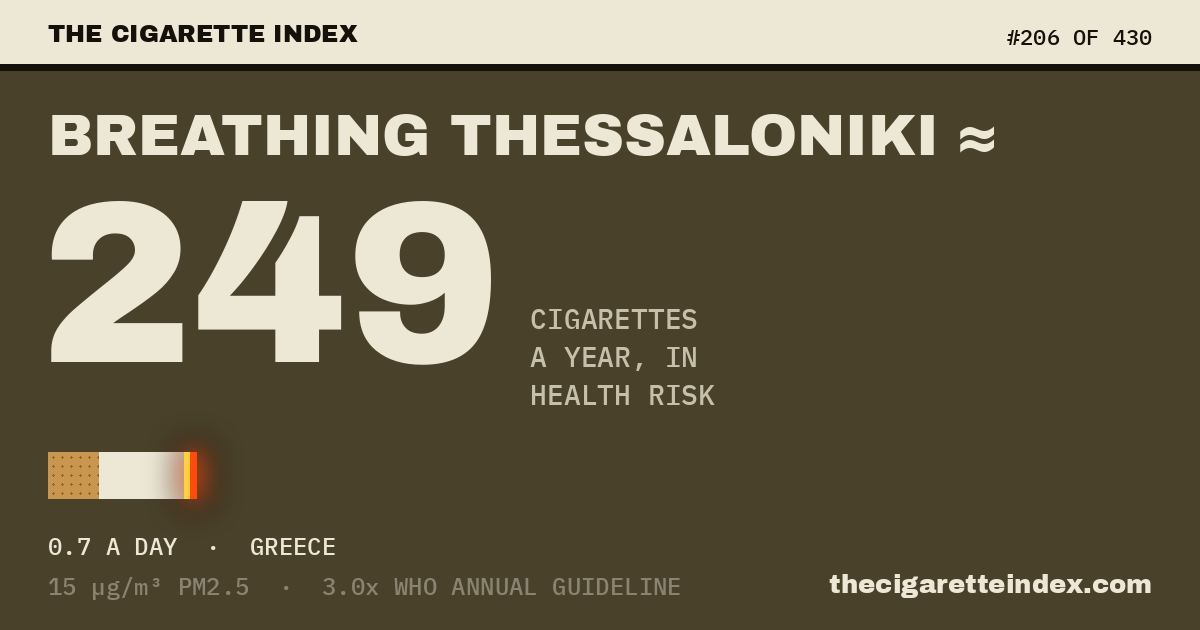 THE CIGARETTE INDEX
#206 OF 430
BREATHING THESSALONIKI ≈
249
CIGARETTES
A YEAR, IN
HEALTH RISK
0.7 A DAY · GREECE
15 µg/m³ PM2.5 · 3.0x WHO ANNUAL GUIDELINE
thecigaretteindex.com